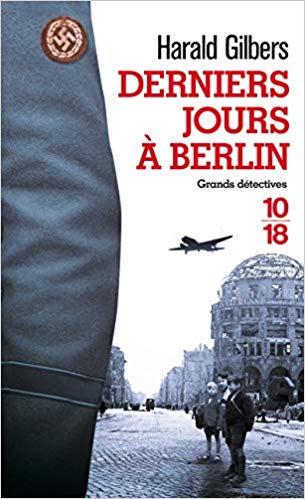 Harald Gilbers
DERNIERS
JOURS
À BERLIN
Grands détectives
10
18